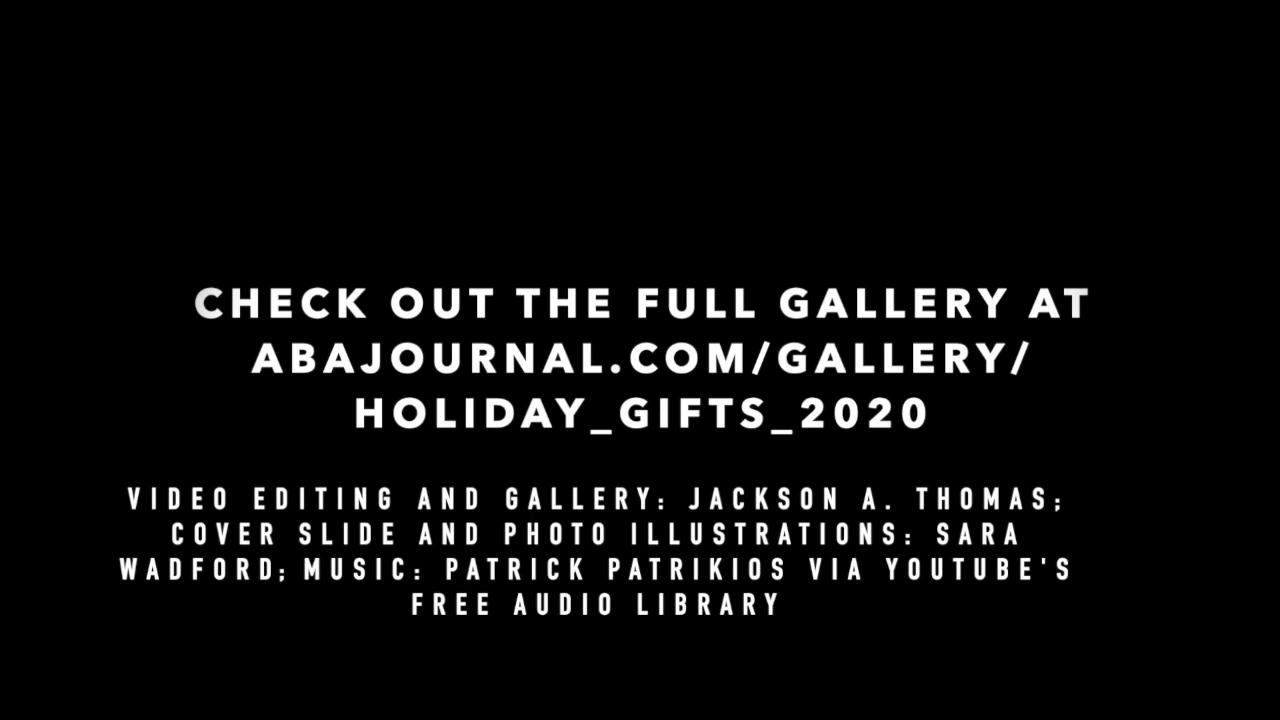 CHECK OUT THE FULL GALLERY AT
ABAJOURNAL.COM/GALLERY/
HOLIDAY_GIFTS_2020
VIDEO EDITING AND GALLERY: JACKSON A. THOMAS;
COVER SLIDE AND PHOTO ILLUSTRATIONS: SARA
WADFORD; MUSIC: PATRICK PATRIKIOS VIA YOUTUBE'S
FREE AUDIO LIBRARY